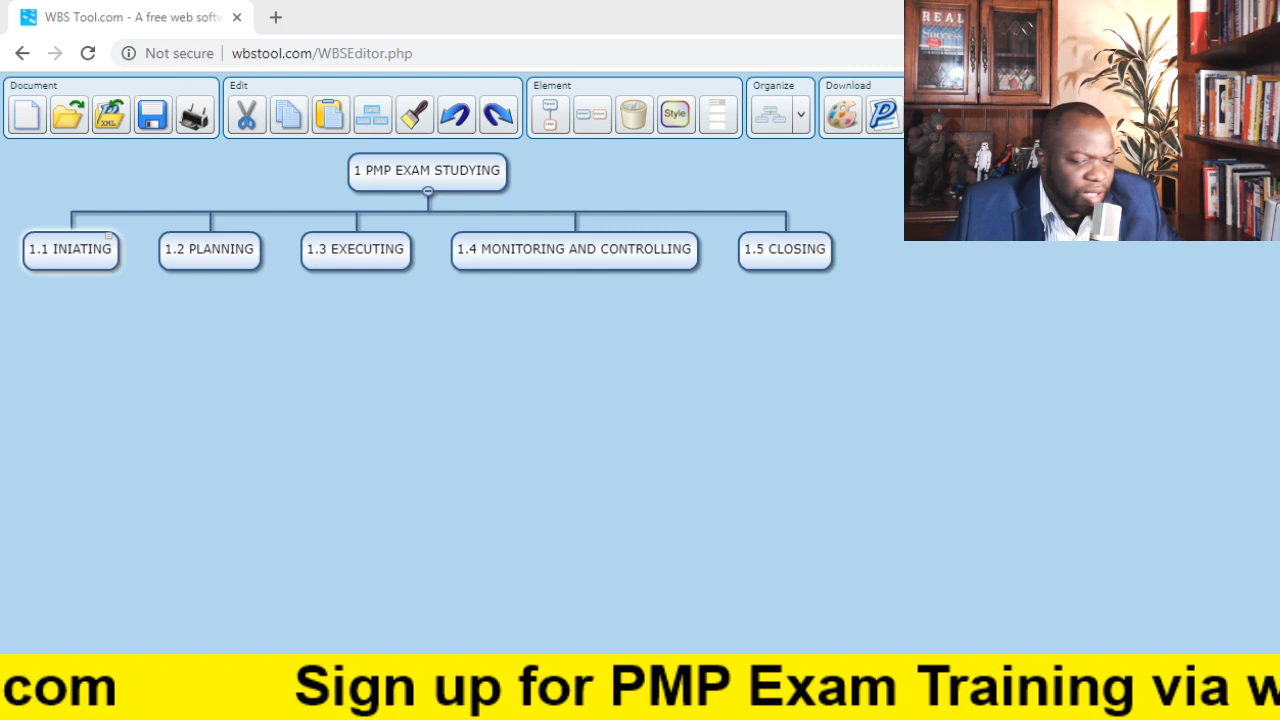 WBS Tool.com - A free web softw
Not secure
wbstool.com/WBSEditor.php
Document
Edit
Element
Organize
Download
XML
Style
1 PMP EXAM STUDYING
1.1 INIATING
1.2 PLANNING
1.3 EXECUTING
1.4 MONITORING AND CONTROLLING
1.5 CLOSING
REAL
Success
com Sign up for PMP Exam Training via w